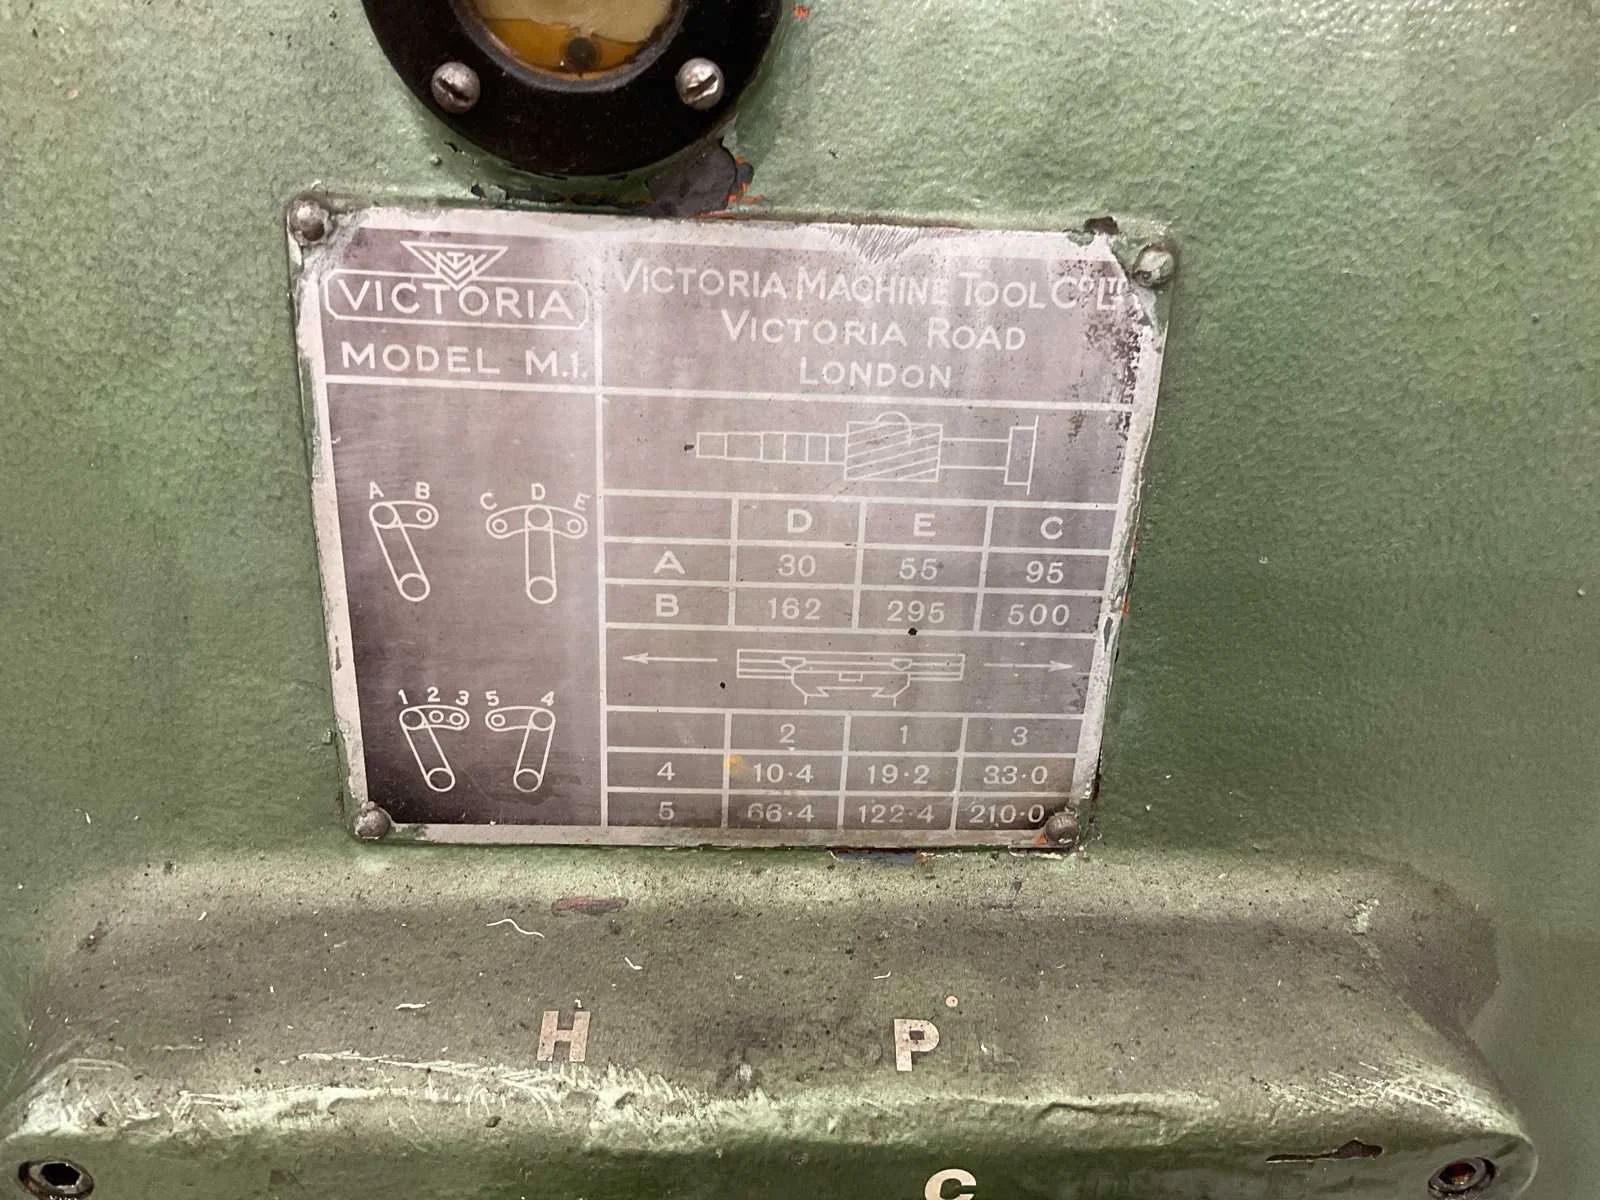 VICTORIA
MODEL M.1.
VICTORIA MACHINE TOOL CO LTD
VICTORIA ROAD
LONDON
A B C D E
D E C
A 30 55 95
B 162 295 500
1 2 3 5 4
2 1 3
4 10·4 19·2 33·0
5 66·4 122·4 210·0
H P
C